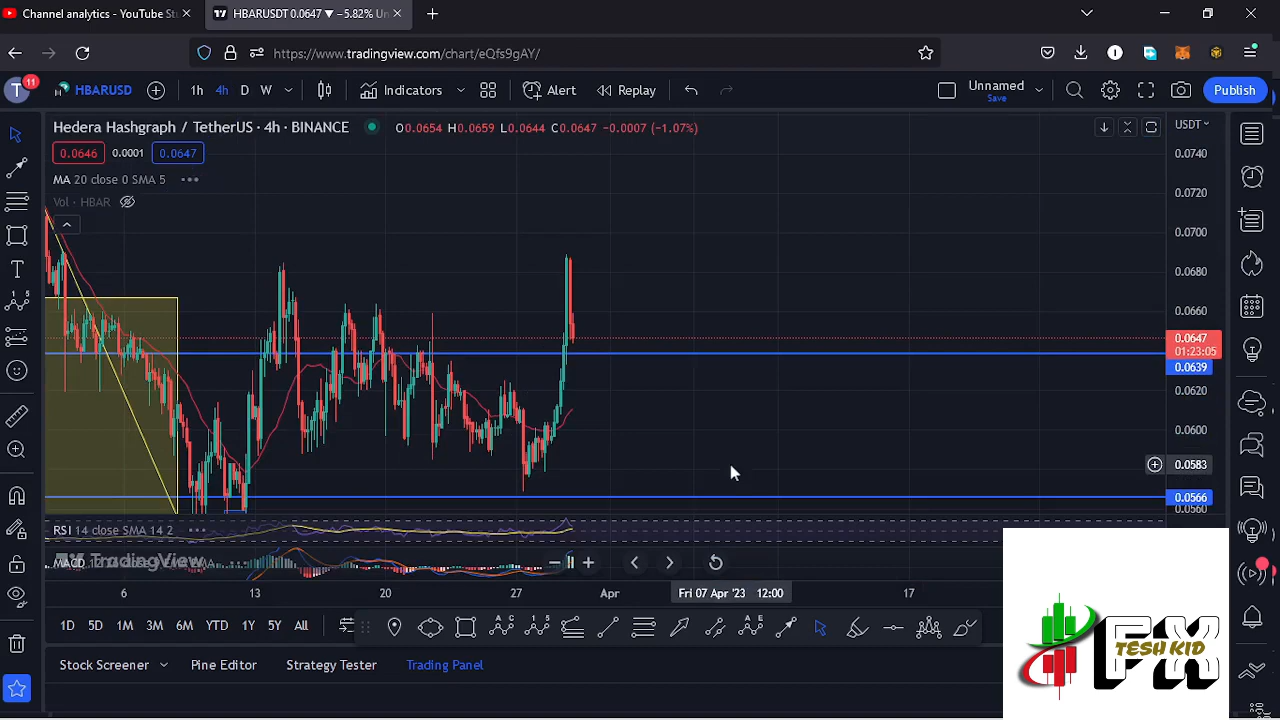 Channel analytics - YouTube St
HBARUSDT 0.0647 ▼ −5.82% Un
https://www.tradingview.com/chart/eQfs9gAY/
T
11
HBARUSD
1h 4h D W
Indicators
Alert
Replay
Unnamed
Save
Publish
Hedera Hashgraph / TetherUS · 4h · BINANCE
O0.0654 H0.0659 L0.0644 C0.0647 −0.0007 (−1.07%)
USDT
0.0646 0.0001 0.0647
MA 20 close 0 SMA 5
Vol · HBAR
0.0740
0.0720
0.0700
0.0680
0.0660
0.0647
01:23:05
0.0639
0.0620
0.0600
0.0583
0.0566
0.0560
RSI 14 close SMA 14 2
MACD
TradingView
6 13 20 27 Apr Fri 07 Apr '23 12:00 17
1D 5D 1M 3M 6M YTD 1Y 5Y All
Stock Screener Pine Editor Strategy Tester Trading Panel
FX
TESH KID